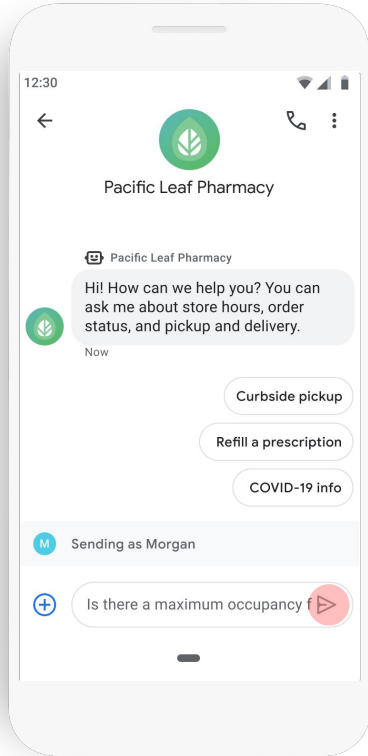 12:30
Pacific Leaf Pharmacy
Pacific Leaf Pharmacy
Hi! How can we help you? You can
ask me about store hours, order
status, and pickup and delivery.
Now
Curbside pickup
Refill a prescription
COVID-19 info
M Sending as Morgan
Is there a maximum occupancy f